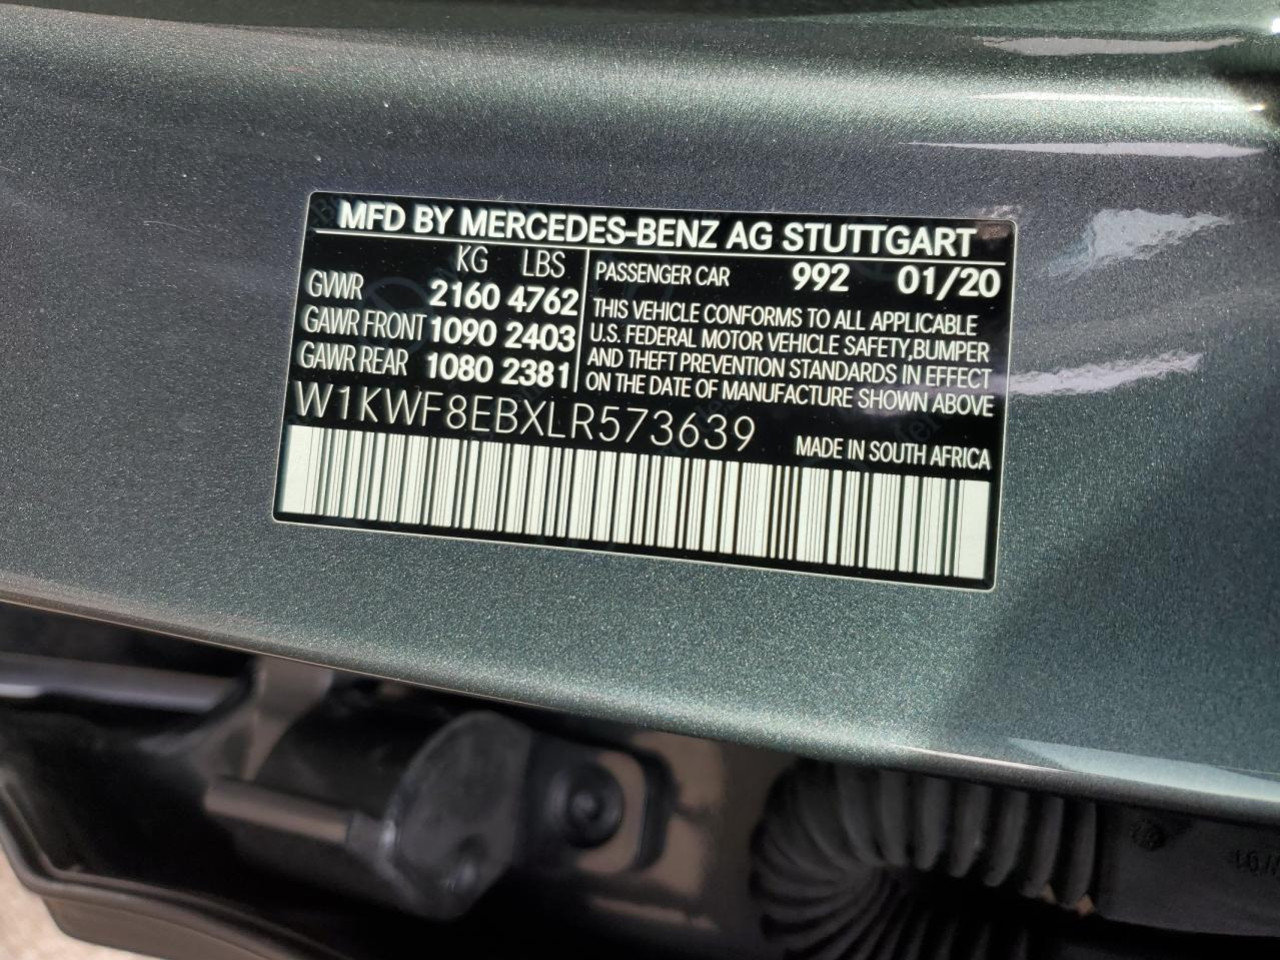 MFD BY MERCEDES-BENZ AG STUTTGART
KG LBS
GVWR 2160 4762
GAWR FRONT 1090 2403
GAWR REAR 1080 2381
PASSENGER CAR 992 01/20
THIS VEHICLE CONFORMS TO ALL APPLICABLE
U.S. FEDERAL MOTOR VEHICLE SAFETY,BUMPER
AND THEFT PREVENTION STANDARDS IN EFFECT
ON THE DATE OF MANUFACTURE SHOWN ABOVE
W1KWF8EBXLR573639
MADE IN SOUTH AFRICA